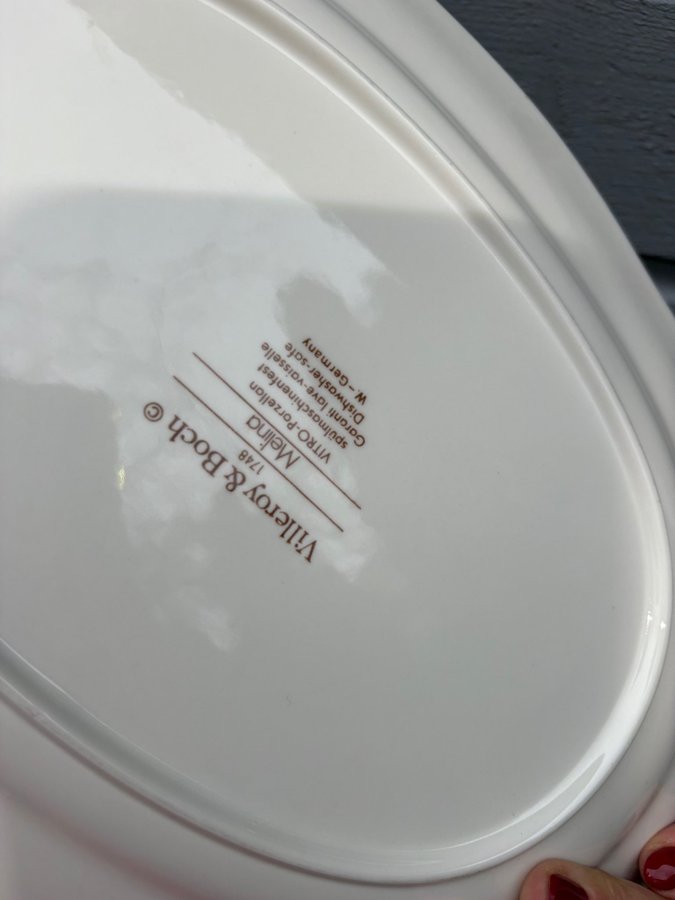 Villeroy & Boch ©
1748
Melina
VITRO-Porzellan
spülmaschinenfest
Garanti lave-vaisselle
Dishwasher-safe
W.-Germany